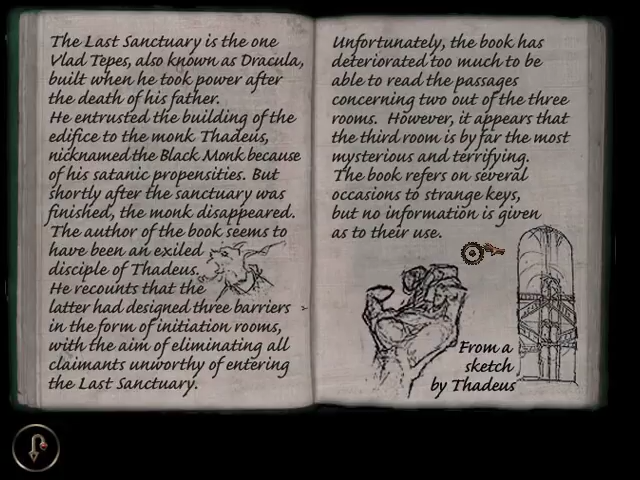 The Last Sanctuary is the one
Vlad Tepes, also known as Dracula,
built when he took power after
the death of his father.
He entrusted the building of the
edifice to the monk Thadeus,
nicknamed the Black Monk because
of his satanic propensities. But
shortly after the sanctuary was
finished, the monk disappeared.
The author of the book seems to
have been an exiled
disciple of Thadeus.
He recounts that the
latter had designed three barriers
in the form of initiation rooms,
with the aim of eliminating all
claimants unworthy of entering
the Last Sanctuary.
Unfortunately, the book has
deteriorated too much to be
able to read the passages
concerning two out of the three
rooms. However, it appears that
the third room is by far the most
mysterious and terrifying.
The book refers on several
occasions to strange keys,
but no information is given
as to their use.
From a
sketch
by Thadeus